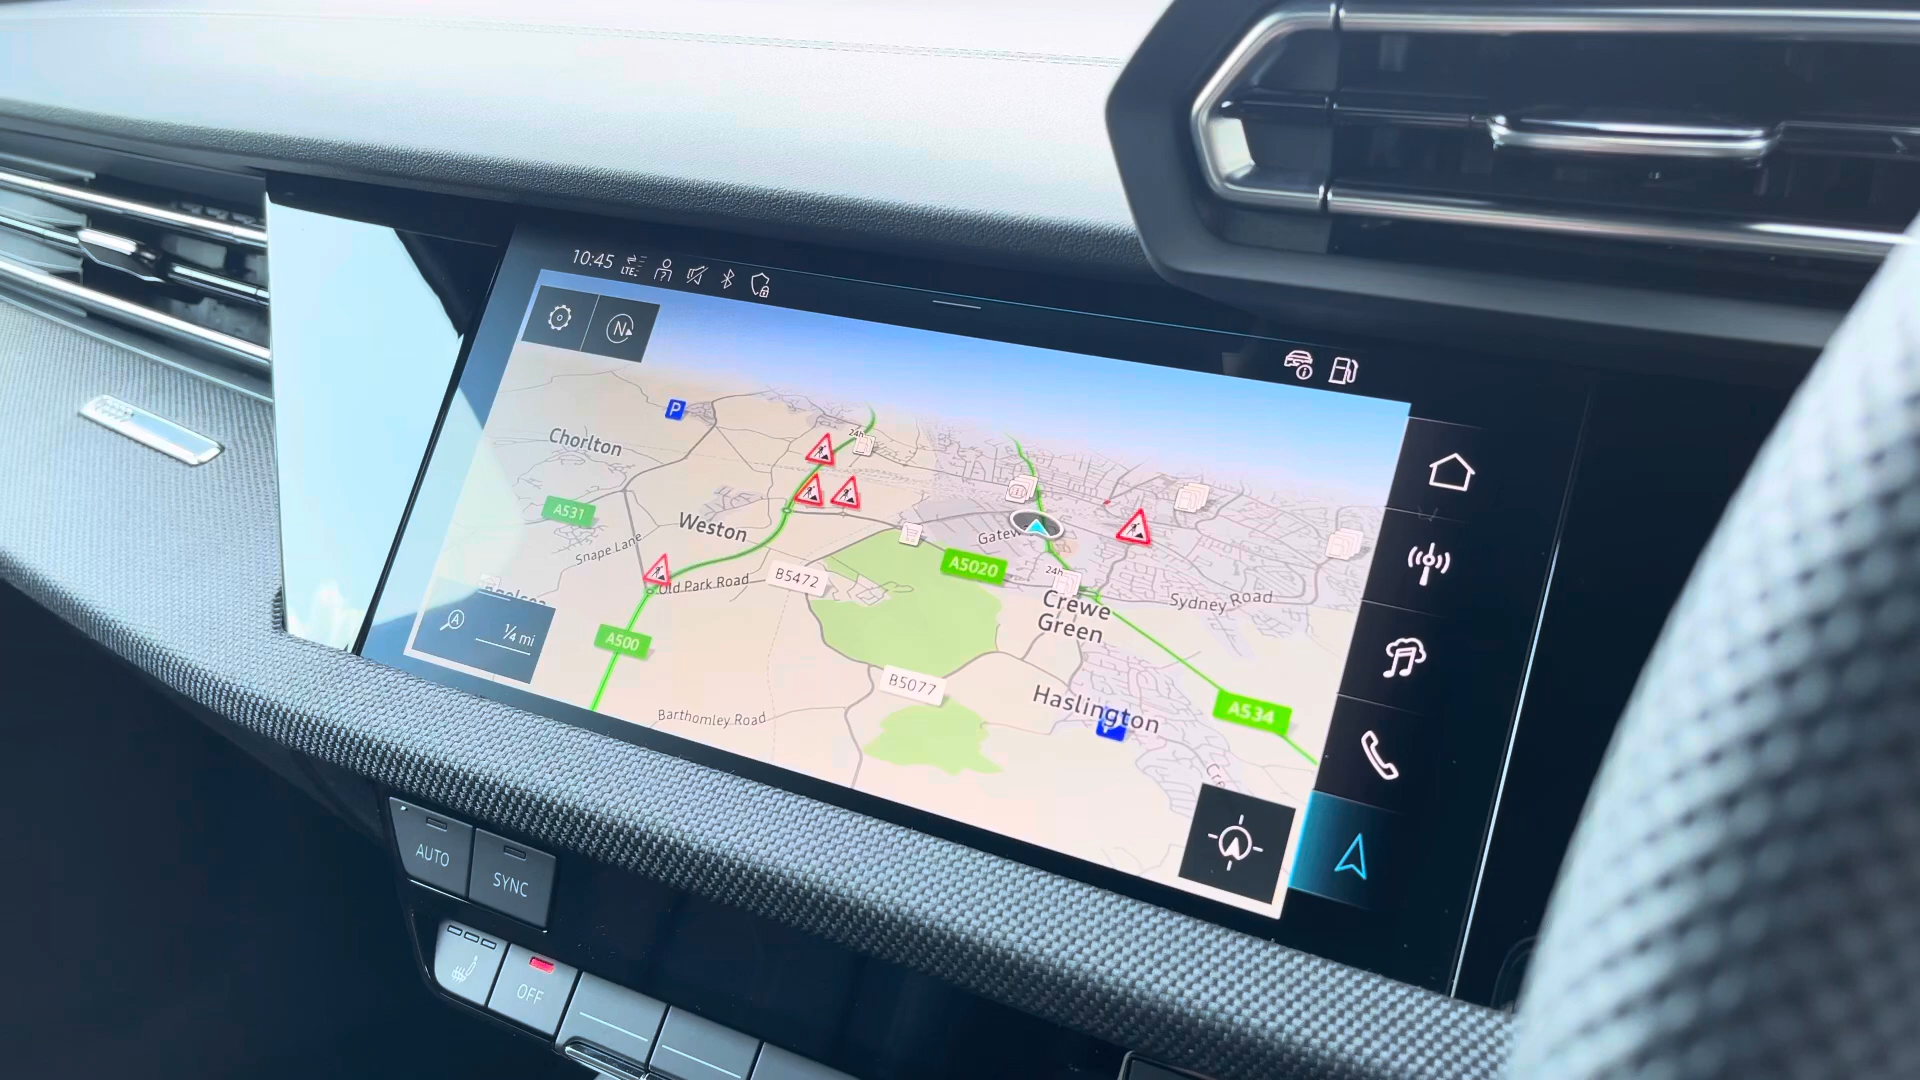 10:45
LTE
N
P
Chorlton
24h
A531
Weston
Snape Lane
Gatew
A5020
24h
Old Park Road
B5472
Crewe
Green
Sydney Road
A
1/4 mi
A500
B5077
Haslington
P
A534
Barthomley Road
AUTO
SYNC
OFF